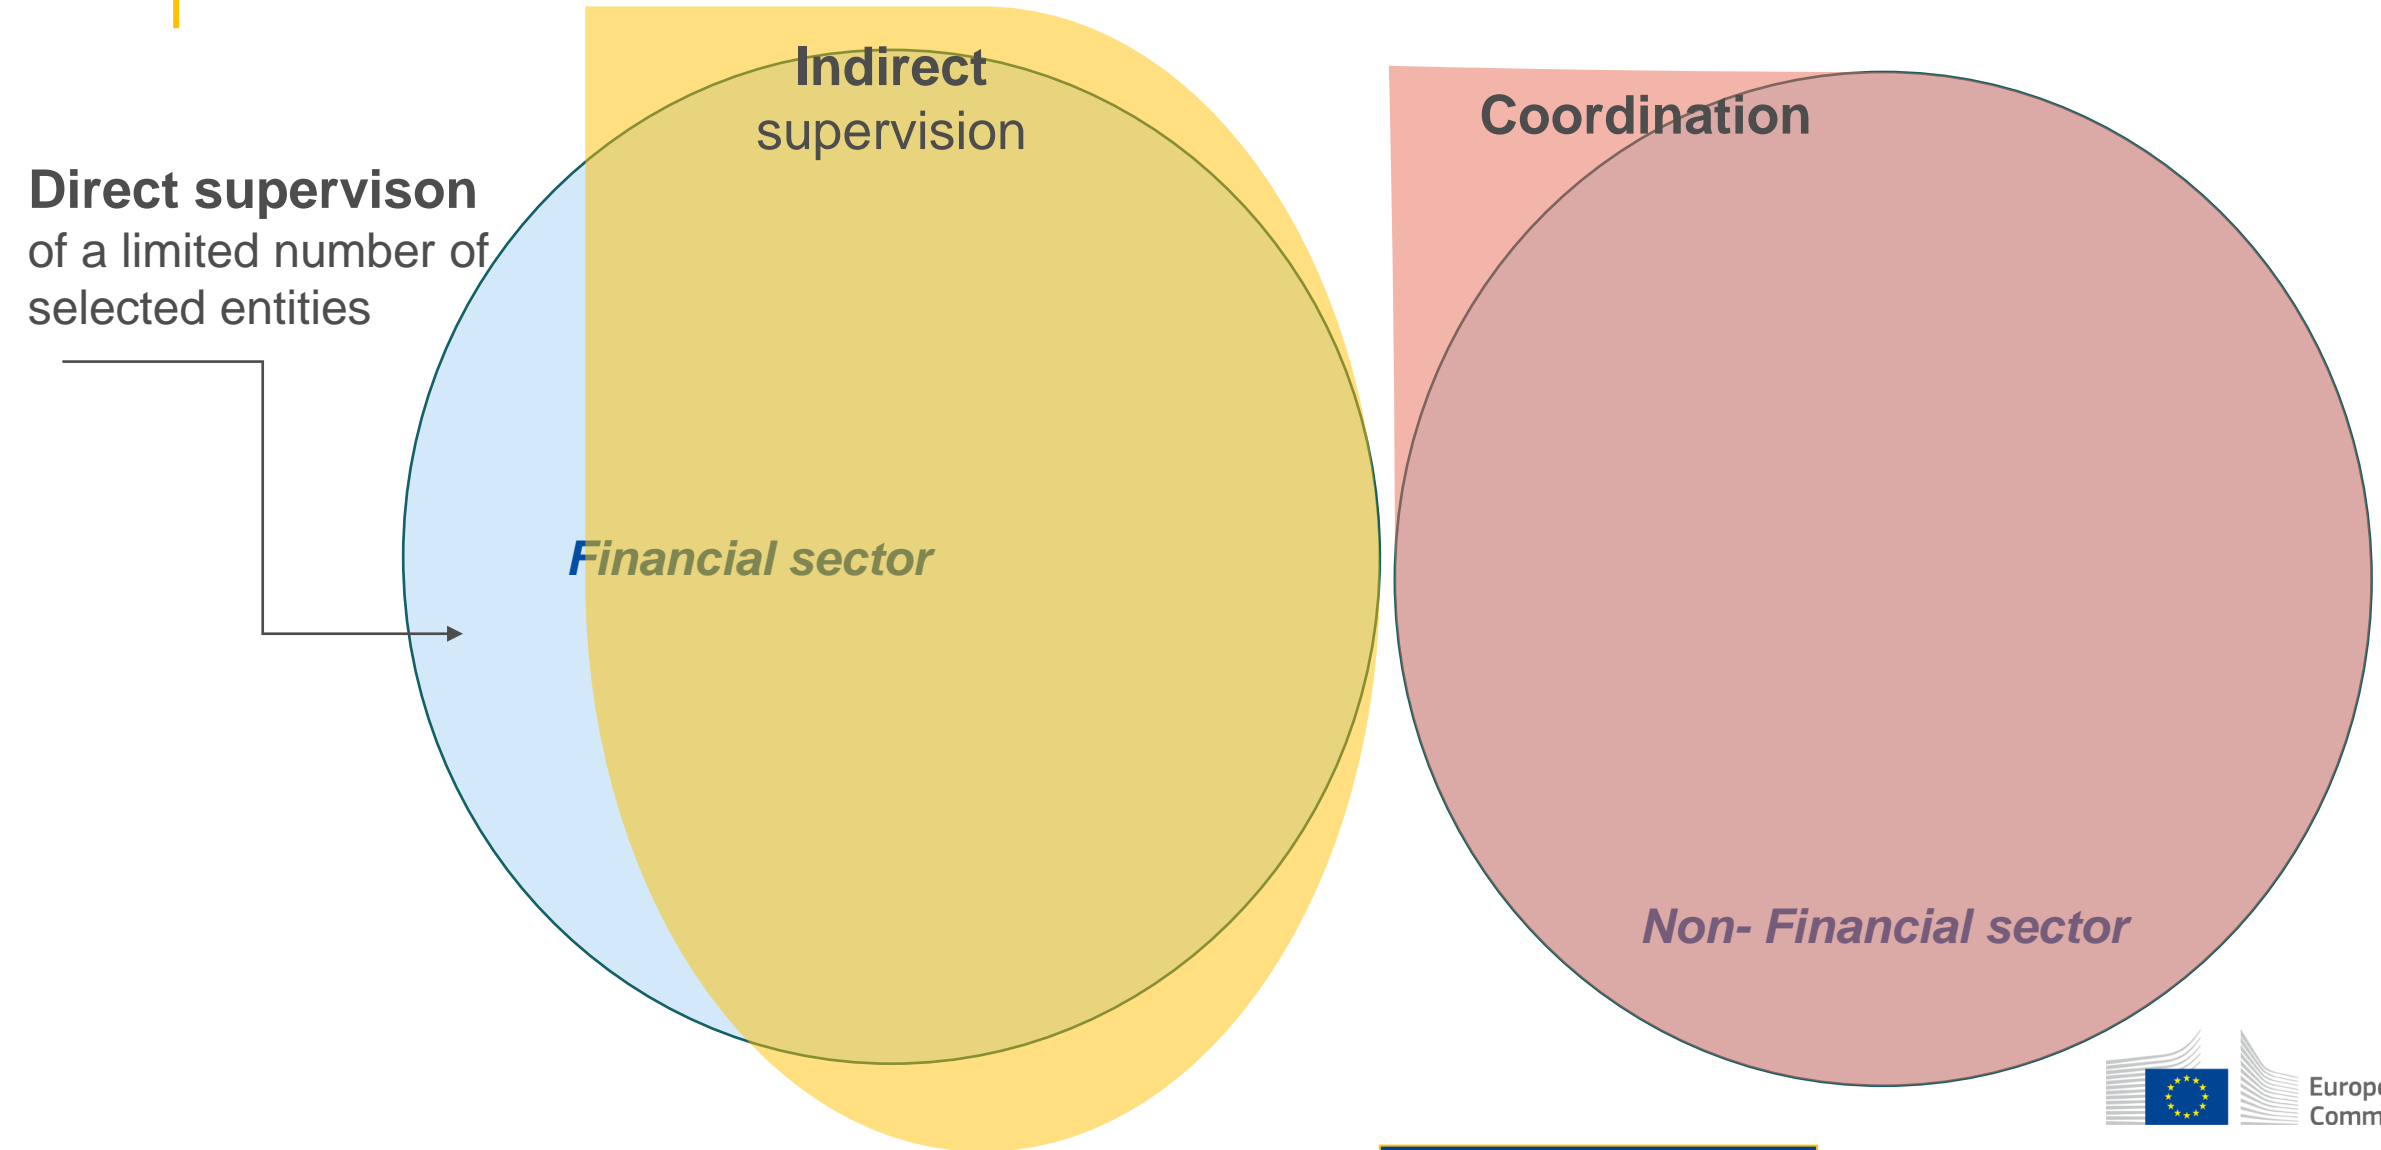 Indirect
supervision
Coordination
Direct supervison
of a limited number of
selected entities
Financial sector
Non- Financial sector